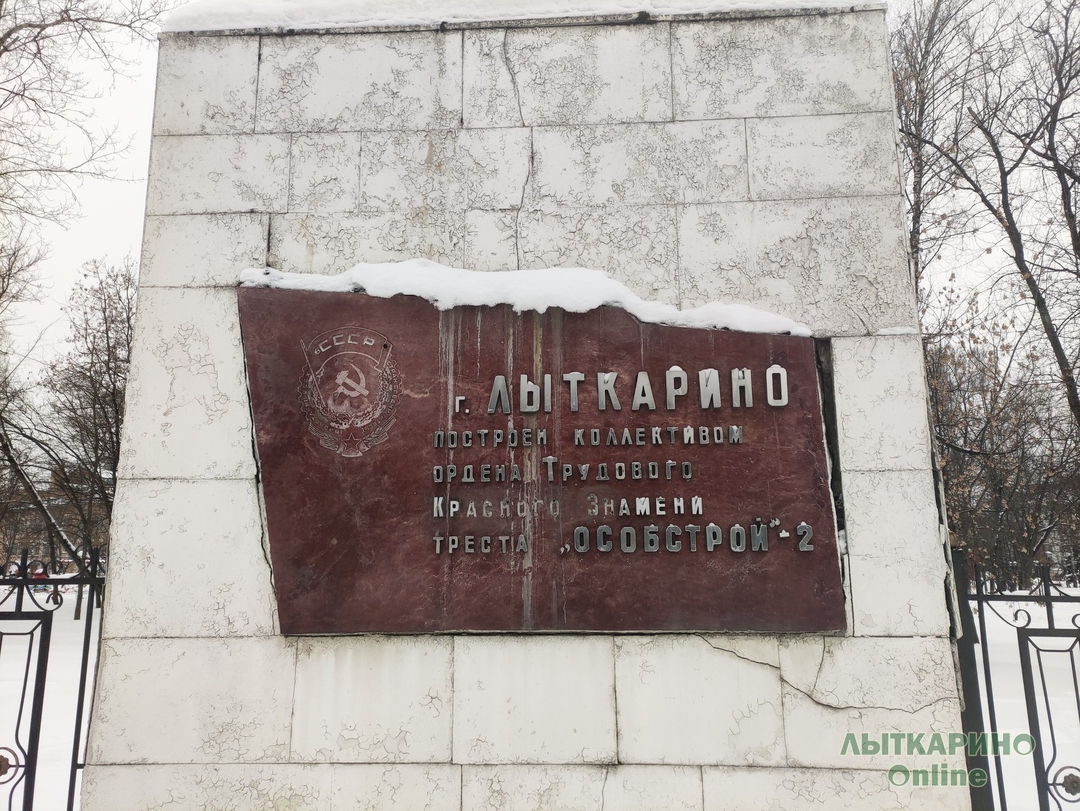 СССР
г. ЛЫТКАРИНО
ПОСТРОЕН КОЛЛЕКТИВОМ
ОРДЕНА ТРУДОВОГО
КРАСНОГО ЗНАМЕНИ
ТРЕСТА „ОСОБСТРОЙ“-2
ЛЫТКАРИНО
Online